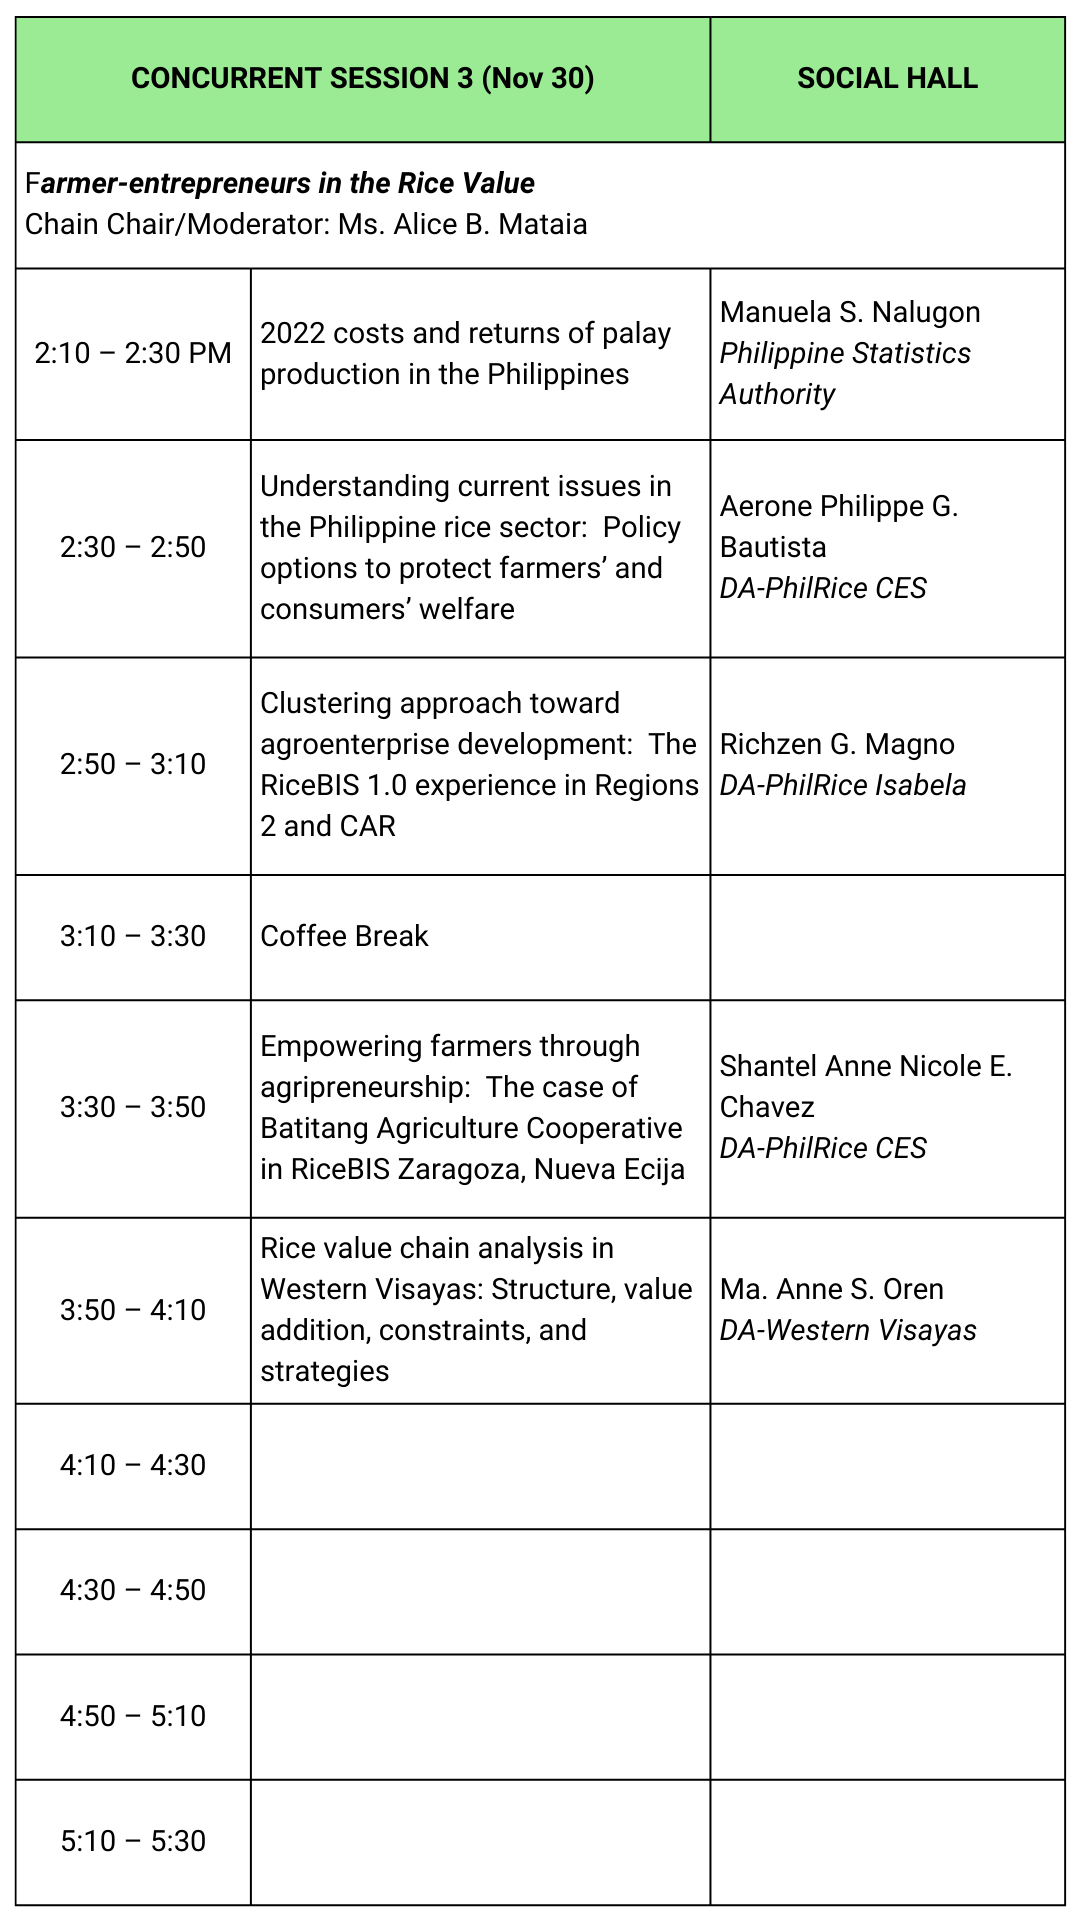 CONCURRENT SESSION 3 (Nov 30)
SOCIAL HALL
Farmer-entrepreneurs in the Rice Value
Chain Chair/Moderator: Ms. Alice B. Mataia
2:10 – 2:30 PM
2022 costs and returns of palay
production in the Philippines
Manuela S. Nalugon
Philippine Statistics
Authority
2:30 – 2:50
Understanding current issues in
the Philippine rice sector:  Policy
options to protect farmers’ and
consumers’ welfare
Aerone Philippe G.
Bautista
DA-PhilRice CES
2:50 – 3:10
Clustering approach toward
agroenterprise development:  The
RiceBIS 1.0 experience in Regions
2 and CAR
Richzen G. Magno
DA-PhilRice Isabela
3:10 – 3:30
Coffee Break
3:30 – 3:50
Empowering farmers through
agripreneurship:  The case of
Batitang Agriculture Cooperative
in RiceBIS Zaragoza, Nueva Ecija
Shantel Anne Nicole E.
Chavez
DA-PhilRice CES
3:50 – 4:10
Rice value chain analysis in
Western Visayas: Structure, value
addition, constraints, and
strategies
Ma. Anne S. Oren
DA-Western Visayas
4:10 – 4:30
4:30 – 4:50
4:50 – 5:10
5:10 – 5:30